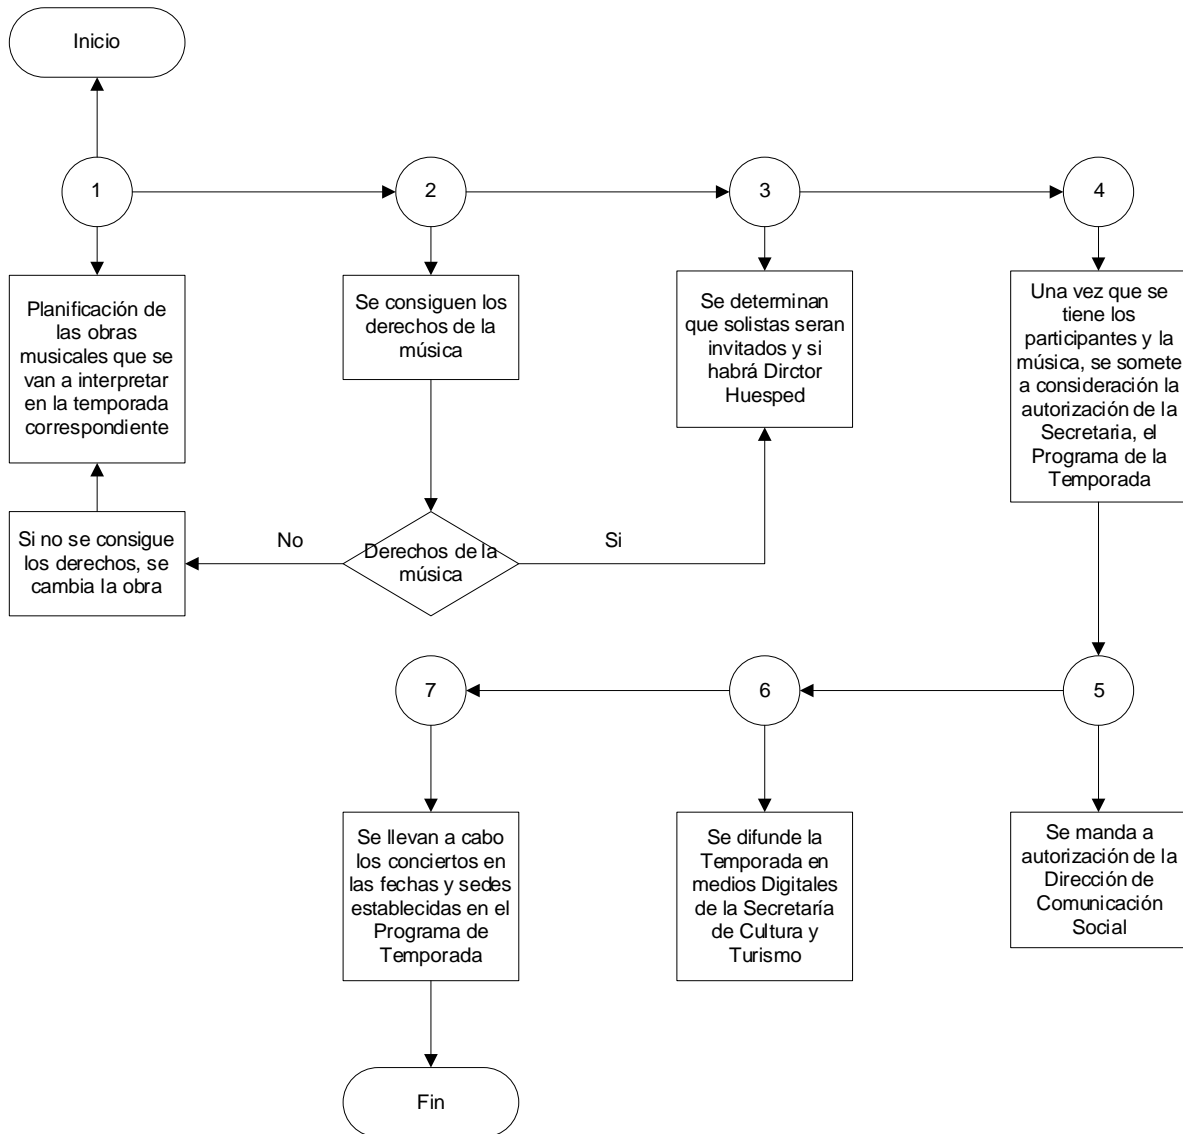 Inicio
1
2
3
4
Planificación de
las obras
musicales que se
van a interpretar
en la temporada
correspondiente
Se consiguen los
derechos de la
música
Se determinan
que solistas seran
invitados y si
habrá Dirctor
Huesped
Una vez que se
tiene los
participantes y la
música, se somete
a consideración la
autorización de la
Secretaria, el
Programa de la
Temporada
Si no se consigue
los derechos, se
cambia la obra
No
Derechos de la
música
Si
7
6
5
Se llevan a cabo
los conciertos en
las fechas y sedes
establecidas en el
Programa de
Temporada
Se difunde la
Temporada en
medios Digitales
de la Secretaría
de Cultura y
Turismo
Se manda a
autorización de la
Dirección de
Comunicación
Social
Fin